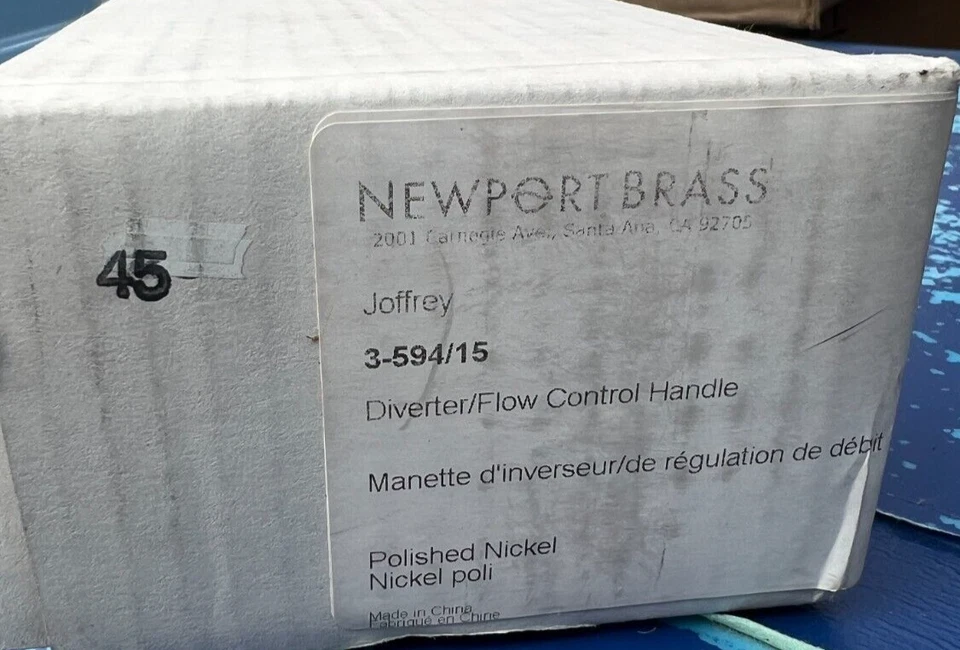 45
NEWPORT BRASS
2001 Carnegie Ave., Santa Ana, CA 92705
Joffrey
3-594/15
Diverter/Flow Control Handle
Manette d'inverseur/de régulation de débit
Polished Nickel
Nickel poli
Made in China
Fabriqué en Chine